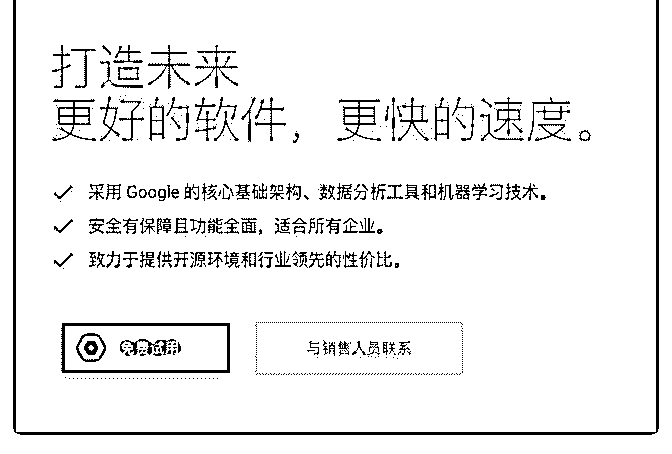 打造未来
更好的软件，更快的速度。
采用 Google 的核心基础架构、数据分析工具和机器学习技术。
安全有保障且功能全面，适合所有企业。
致力于提供开源环境和行业领先的性价比。
免费试用
与销售人员联系